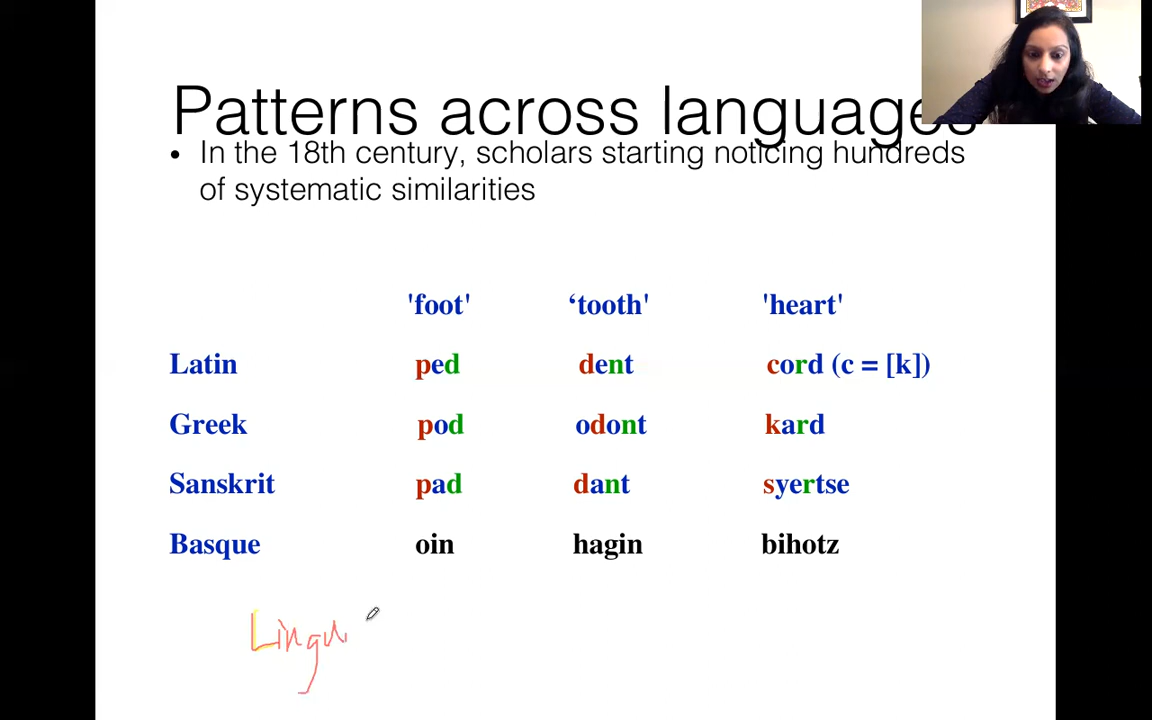 Patterns across languages
• In the 18th century, scholars starting noticing hundreds
of systematic similarities
'foot' ‘tooth' 'heart'
Latin ped dent cord (c = [k])
Greek pod odont kard
Sanskrit pad dant syertse
Basque oin hagin bihotz
Lingu